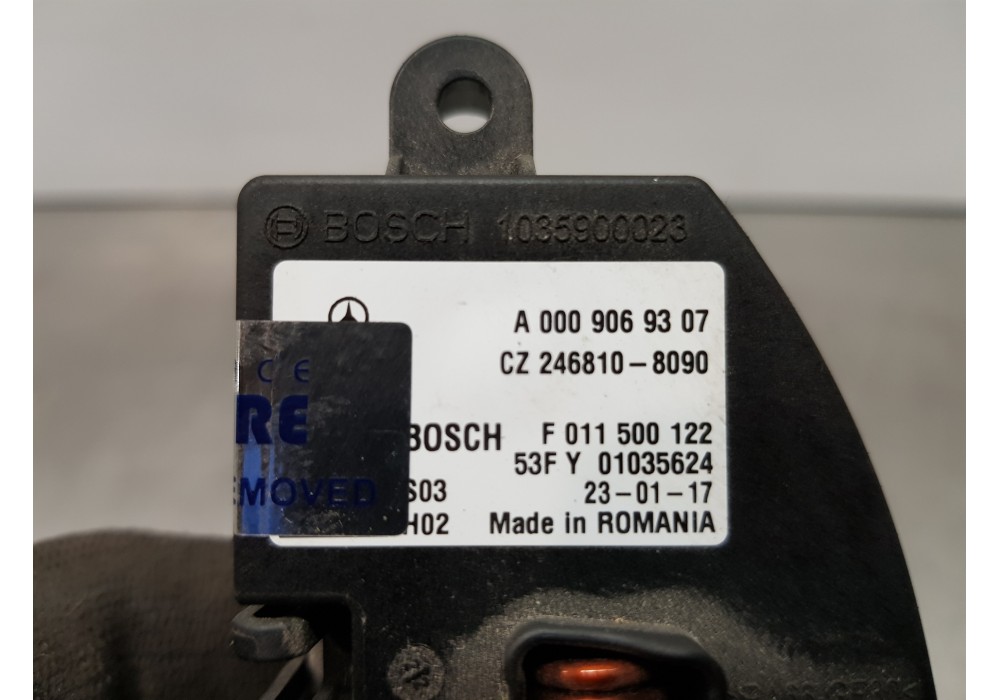 BOSCH 1035900023
A 000 906 93 07
CZ 246810-8090
C E
RE
BOSCH F 011 500 122
53F Y 01035624
EMOVED S03 23-01-17
H02 Made in ROMANIA